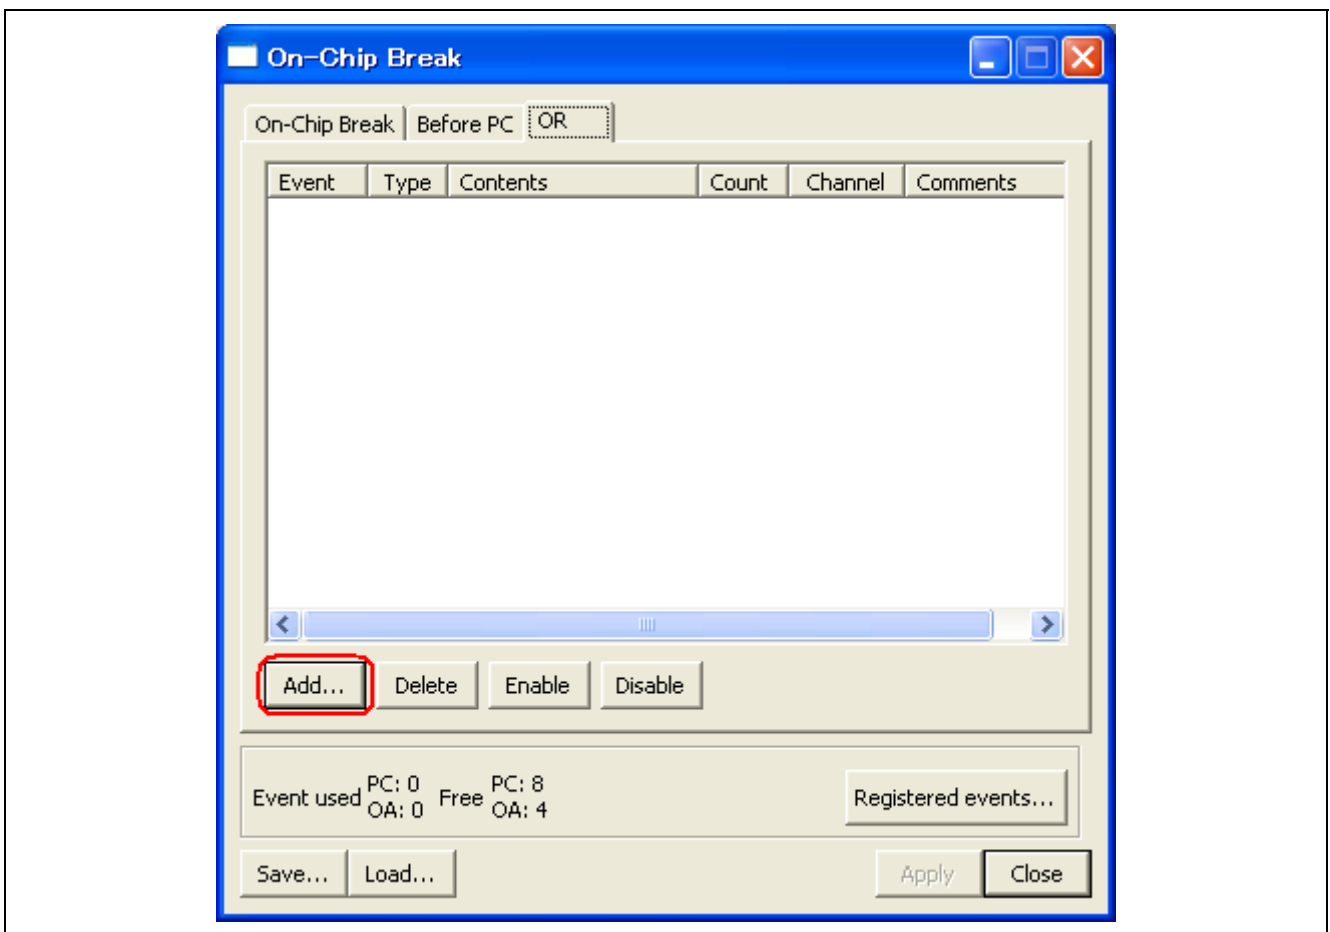 On-Chip Break
On-Chip Break Before PC OR
Event Type Contents Count Channel Comments
Add... Delete Enable Disable
Event used PC: 0 Free PC: 8
OA: 0 OA: 4
Registered events...
Save... Load... Apply Close